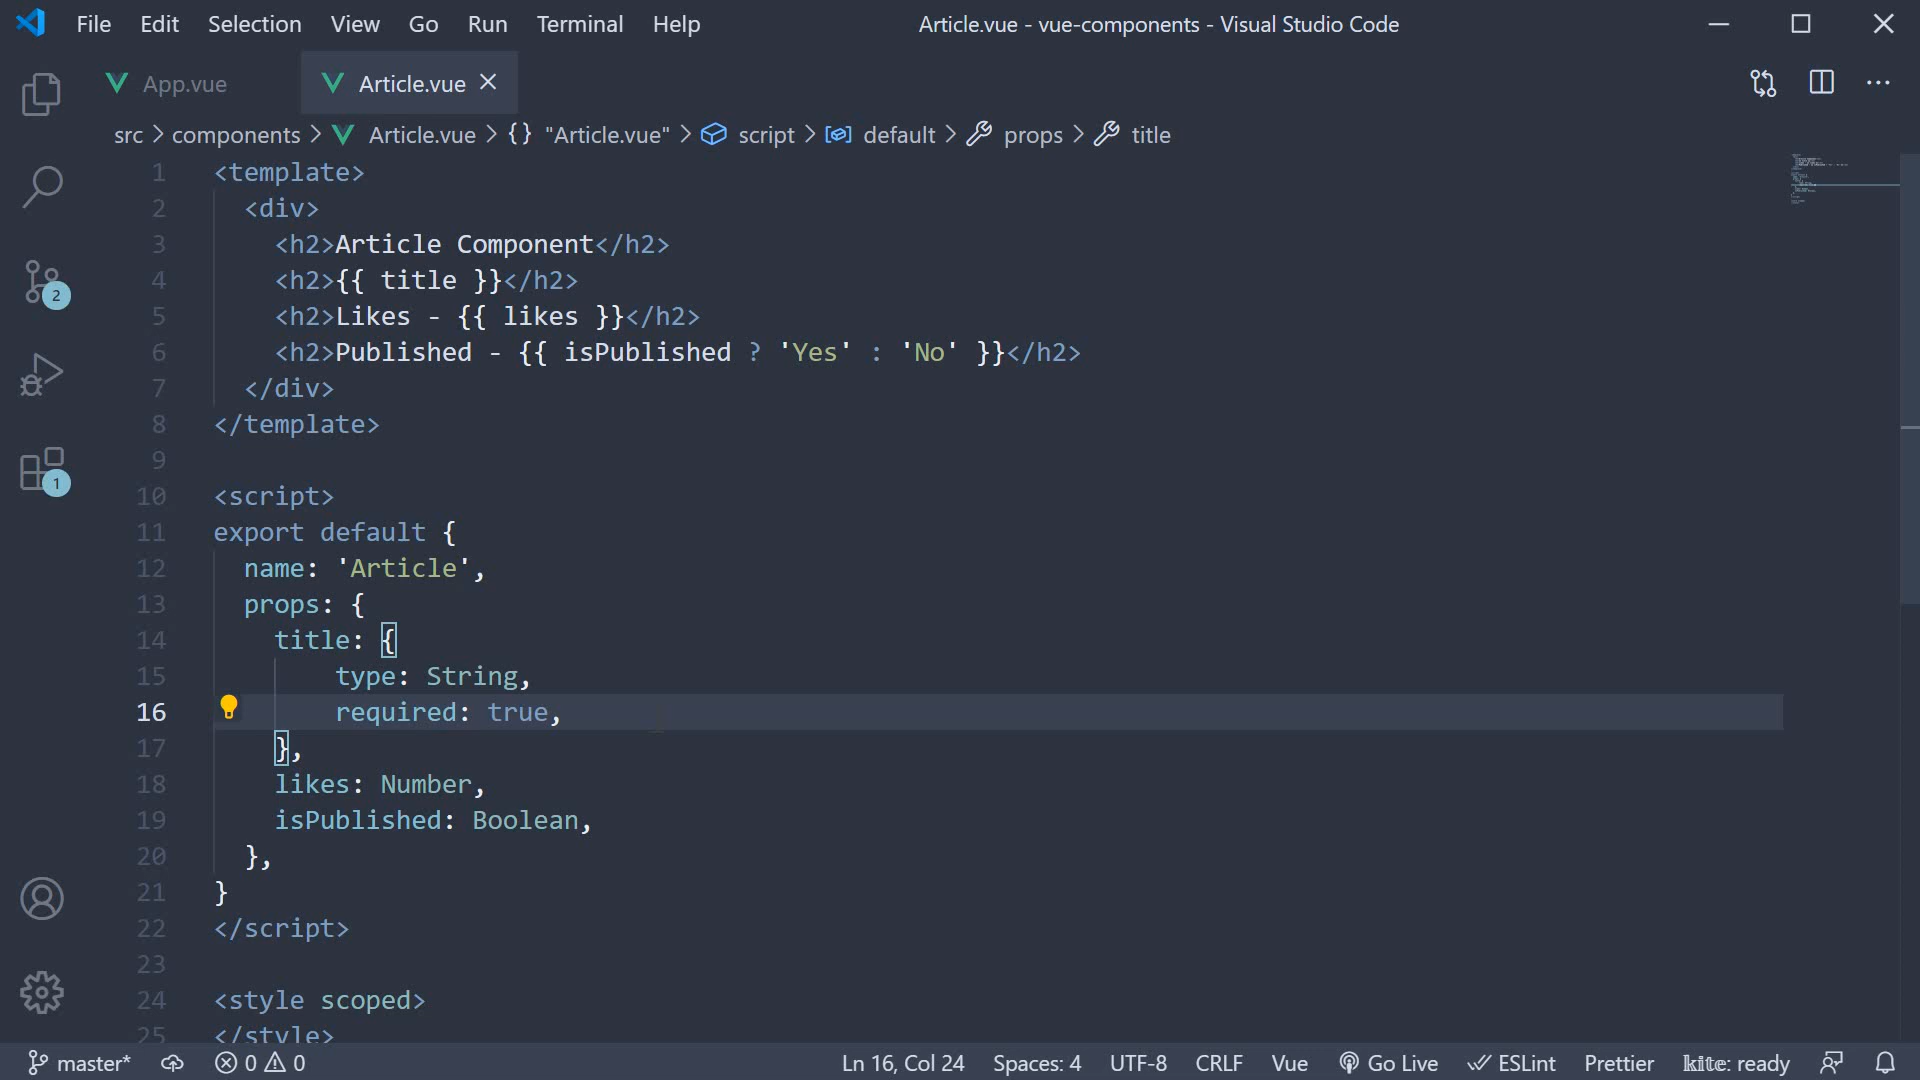 File Edit Selection View Go Run Terminal Help Article.vue - vue-components - Visual Studio Code
App.vue Article.vue
src > components > Article.vue > {} "Article.vue" > script > default > props > title
1 <template>
2 <div>
3 <h2>Article Component</h2>
4 <h2>{{ title }}</h2>
5 <h2>Likes - {{ likes }}</h2>
6 <h2>Published - {{ isPublished ? 'Yes' : 'No' }}</h2>
7 </div>
8 </template>
9
10 <script>
11 export default {
12 name: 'Article',
13 props: {
14 title: {
15 type: String,
16 required: true,
17 },
18 likes: Number,
19 isPublished: Boolean,
20 },
21 }
22 </script>
23
24 <style scoped>
25 </style>
2
1
master* 0 0 Ln 16, Col 24 Spaces: 4 UTF-8 CRLF Vue Go Live ESLint Prettier kite: ready